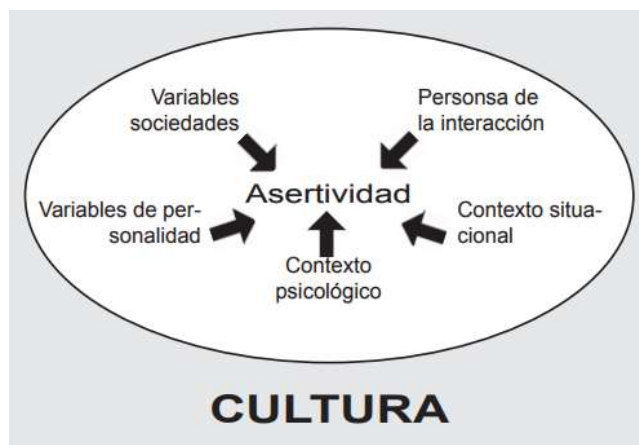 Variables
sociedades
Personsa de
la interacción
Asertividad
Variables de per-
sonalidad
Contexto situa-
cional
Contexto
psicológico
CULTURA